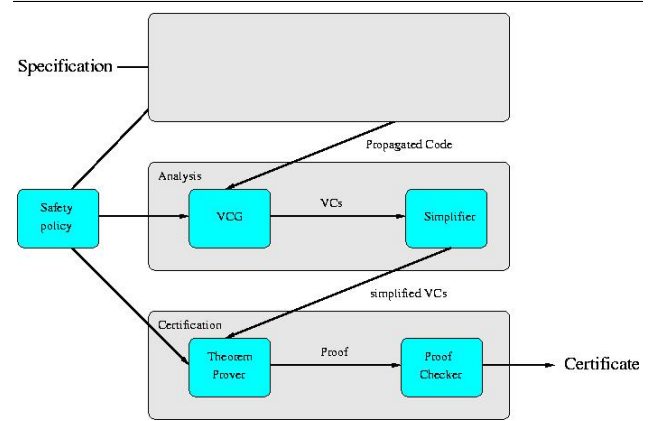 Specification
Propagated Code
Analysis
Safety
policy
VCG
VCs
Simplifier
simplified VCs
Certification
Theorem
Prover
Proof
Proof
Checker
Certificate